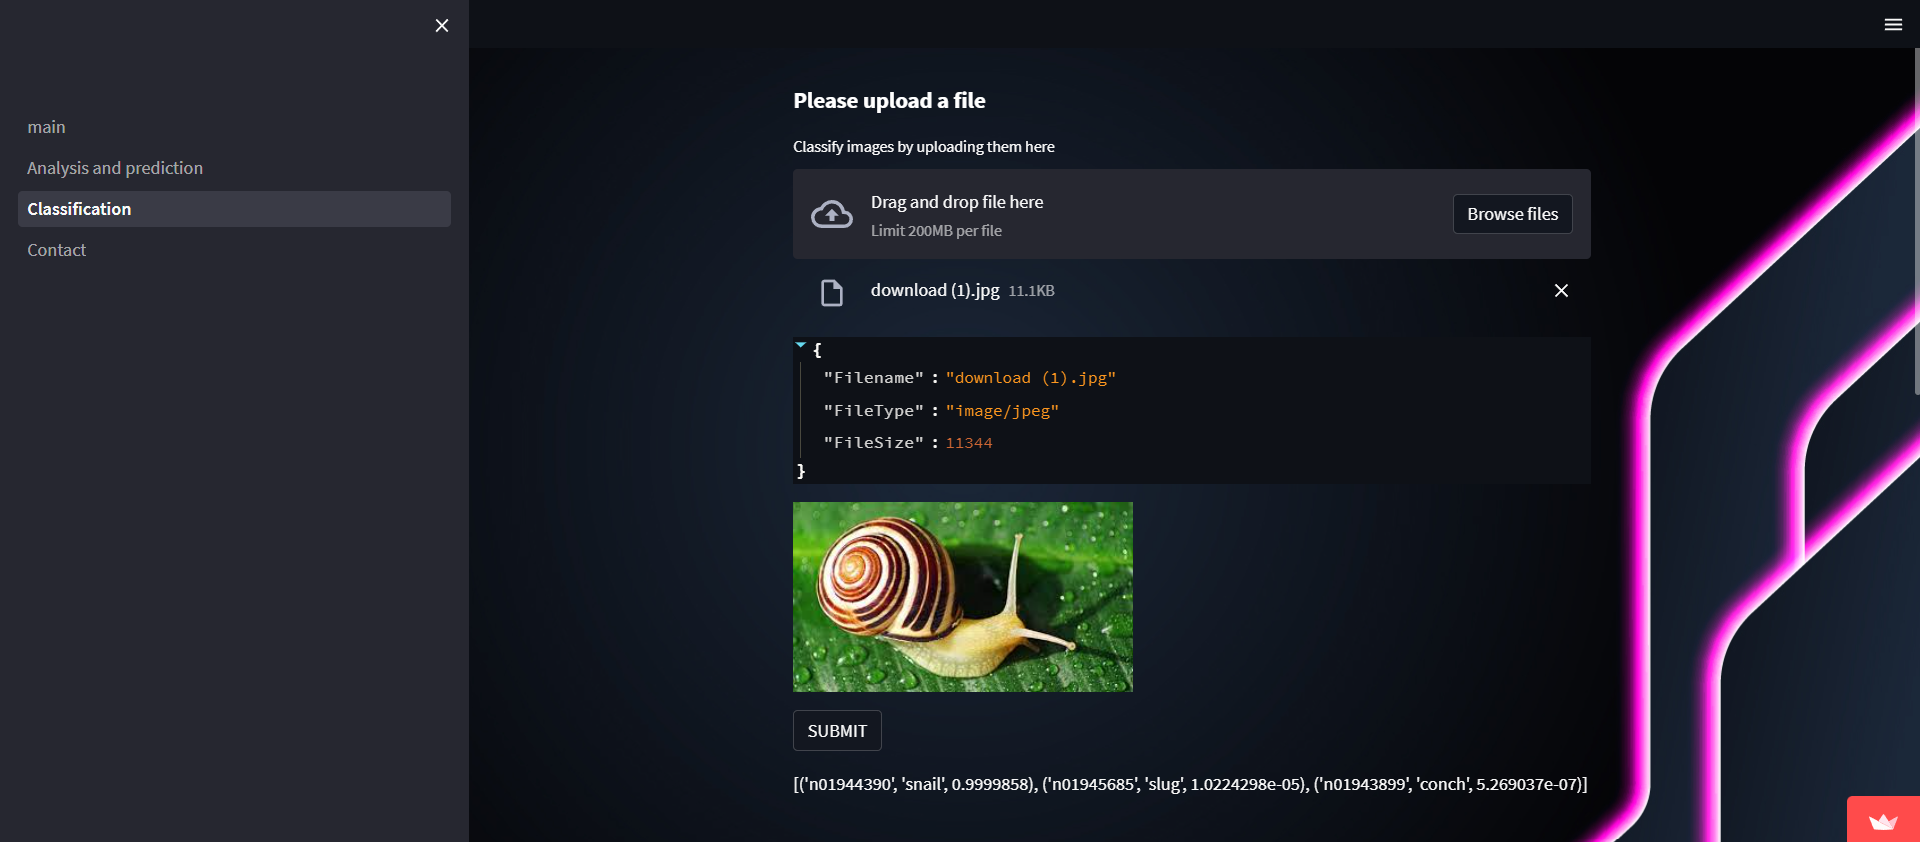 main
Analysis and prediction
Classification
Contact
Please upload a file
Classify images by uploading them here
Drag and drop file here
Limit 200MB per file
Browse files
download (1).jpg 11.1KB
{
"Filename" : "download (1).jpg"
"FileType" : "image/jpeg"
"FileSize" : 11344
}
SUBMIT
[('n01944390', 'snail', 0.9999858), ('n01945685', 'slug', 1.0224298e-05), ('n01943899', 'conch', 5.269037e-07)]